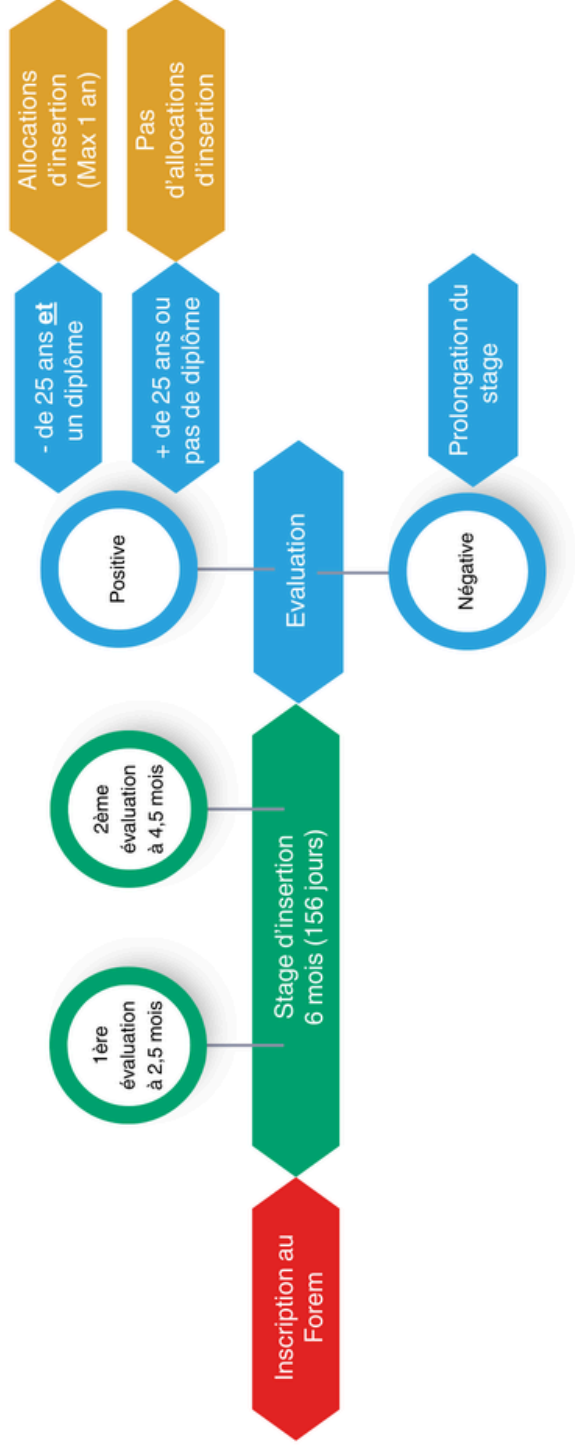 Inscription au
Forem
1ère
évaluation
à 2,5 mois
2ème
évaluation
à 4,5 mois
Stage d'insertion
6 mois (156 jours)
Evaluation
Positive
- de 25 ans et
un diplôme
Allocations
d'insertion
(Max 1 an)
+ de 25 ans ou
pas de diplôme
Pas
d'allocations
d'insertion
Négative
Prolongation du
stage